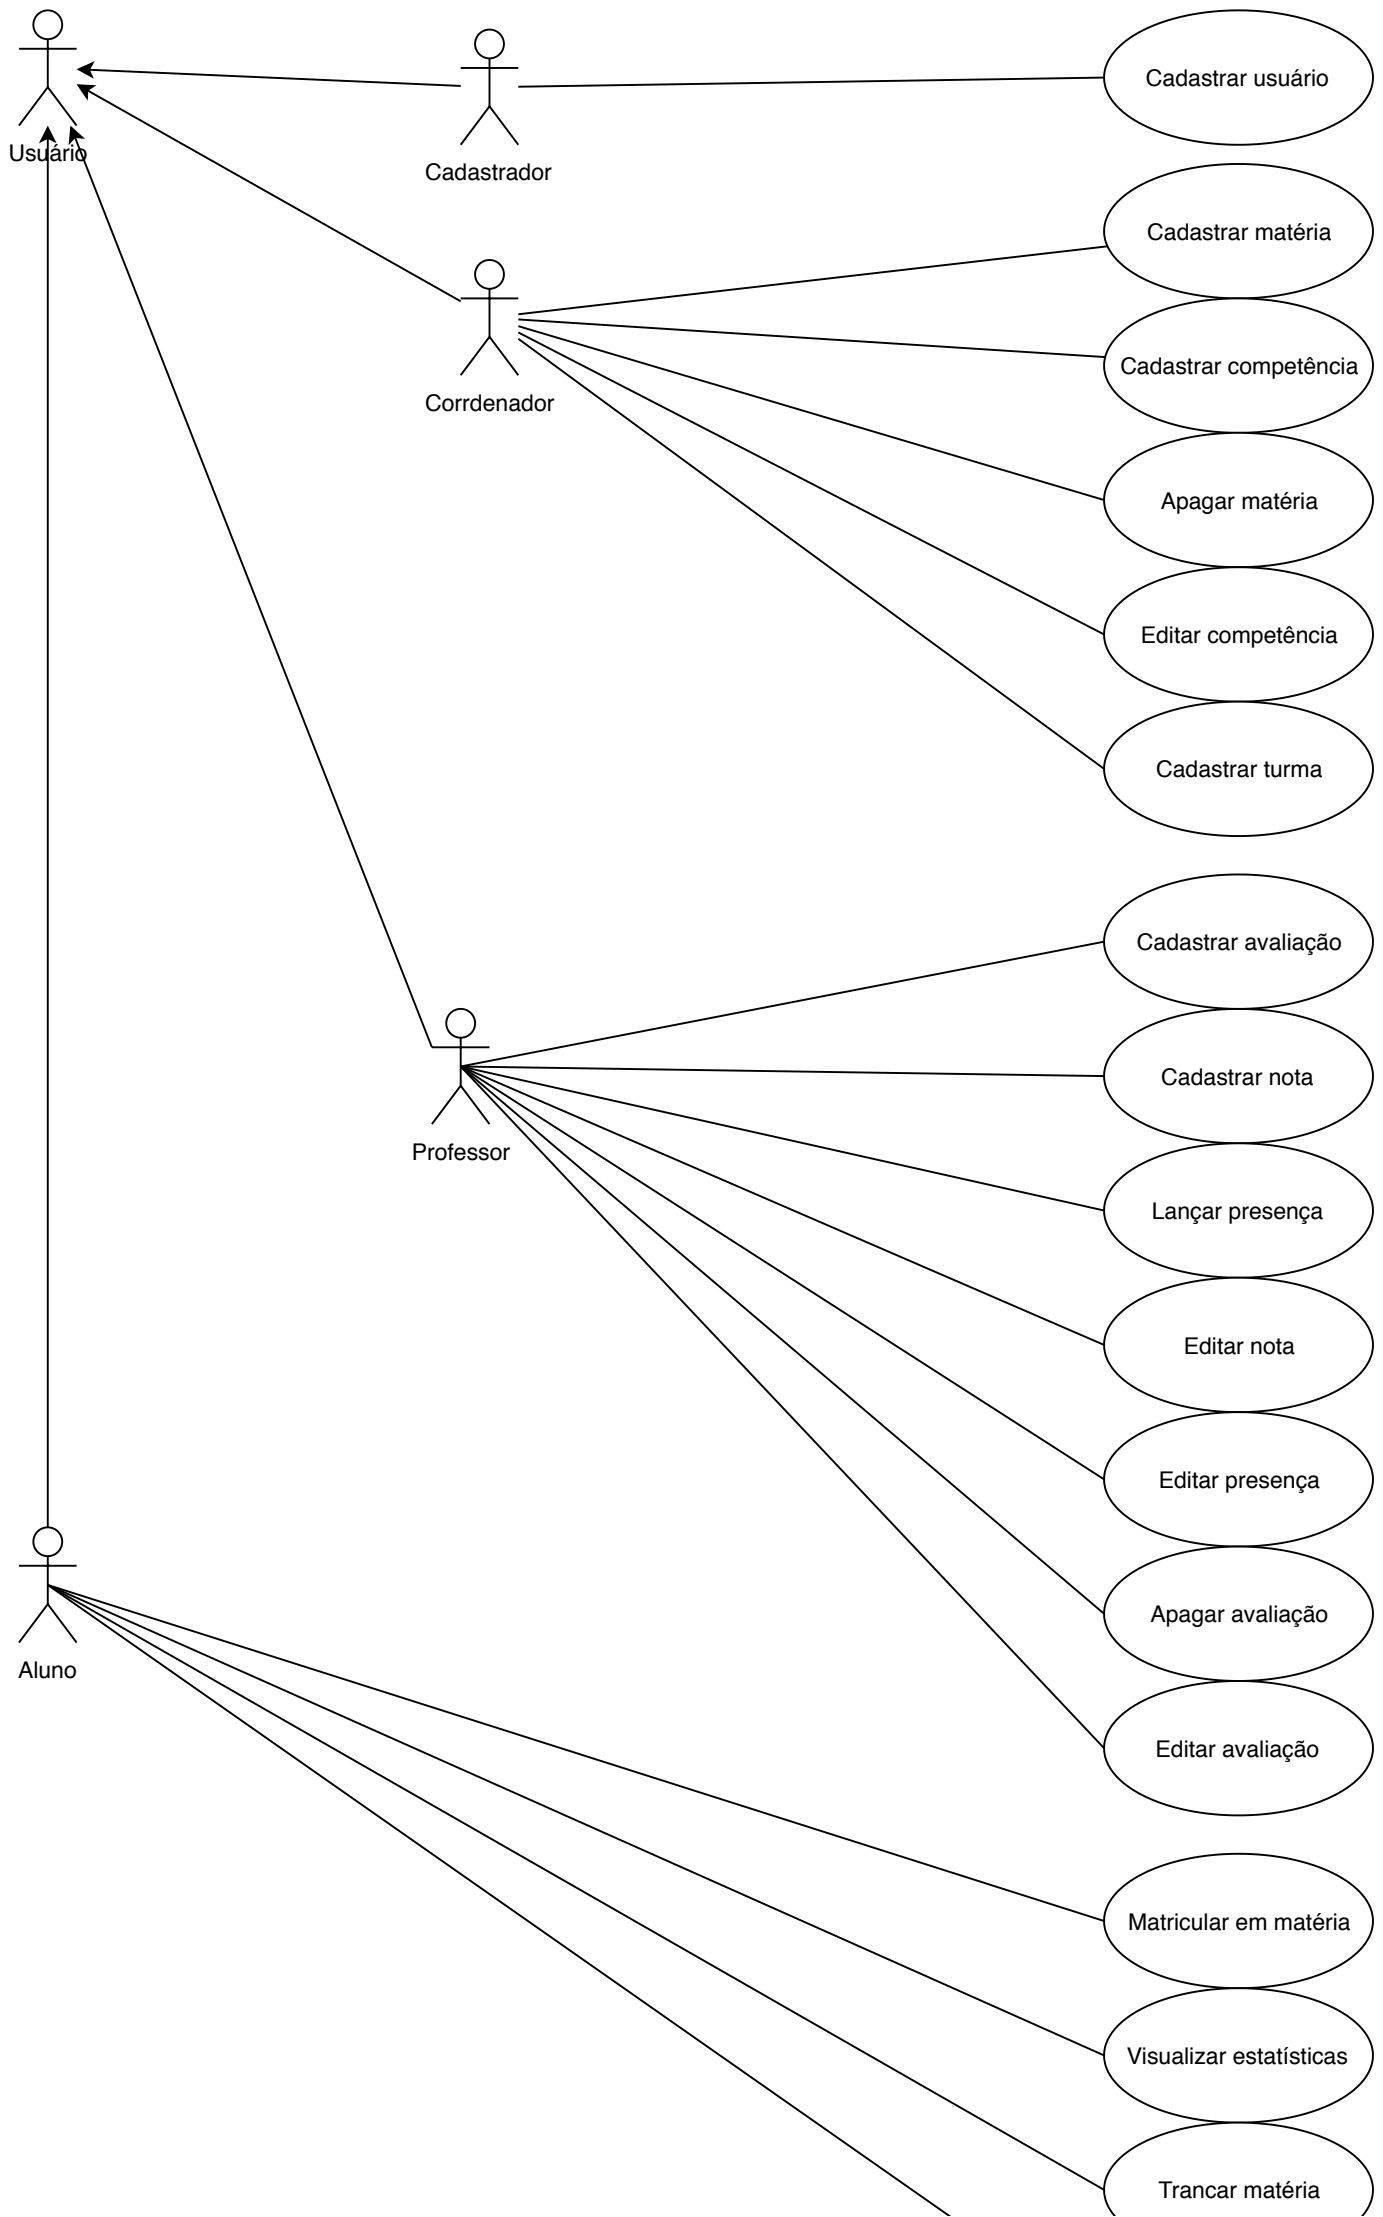 Usuário
Cadastrador
Cadastrar usuário
Corrdenador
Cadastrar matéria
Cadastrar competência
Apagar matéria
Editar competência
Cadastrar turma
Professor
Cadastrar avaliação
Cadastrar nota
Lançar presença
Editar nota
Editar presença
Apagar avaliação
Editar avaliação
Aluno
Matricular em matéria
Visualizar estatísticas
Trancar matéria